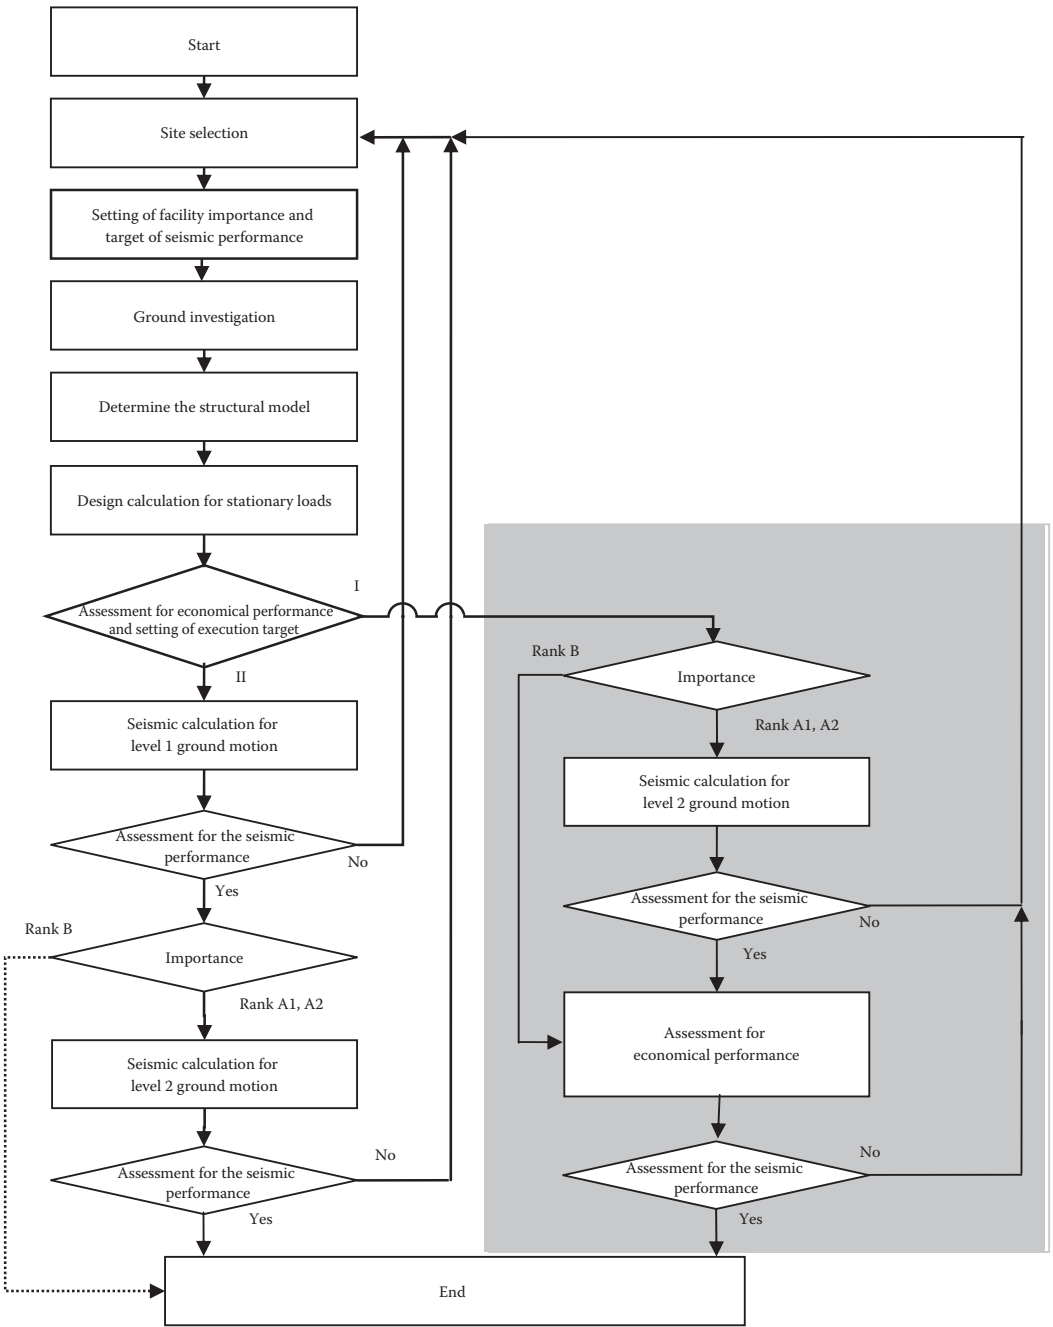 Start
Site selection
Setting of facility importance and
target of seismic performance
Ground investigation
Determine the structural model
Design calculation for stationary loads
I
Assessment for economical performance
and setting of execution target
II
Seismic calculation for
level 1 ground motion
Assessment for the seismic
performance
No
Yes
Rank B
Importance
Rank A1, A2
Seismic calculation for
level 2 ground motion
No
Assessment for the seismic
performance
Yes
Rank B
Importance
Rank A1, A2
Seismic calculation for
level 2 ground motion
Assessment for the seismic
performance
No
Yes
Assessment for
economical performance
No
Assessment for the seismic
performance
Yes
End